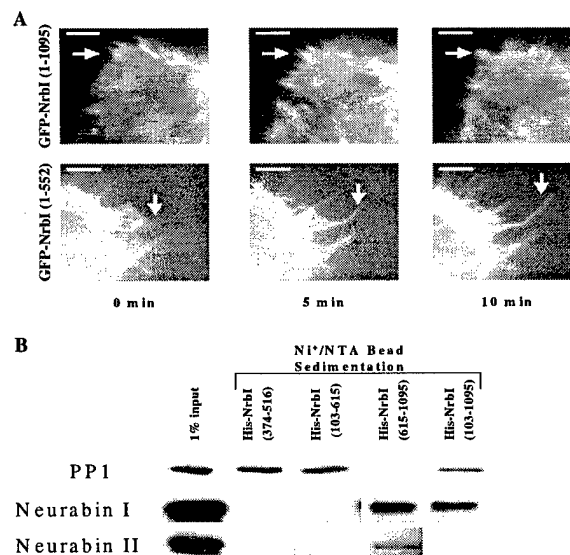 A
GFP-NrbI (1-1095)
GFP-NrbI (1-552)
0 min
5 min
10 min
B
Ni⁺/NTA Bead
Sedimentation
1% input
His-NrbI
(374-516)
His-NrbI
(103-615)
His-NrbI
(615-1095)
His-NrbI
(103-1095)
PP1
Neurabin I
Neurabin II